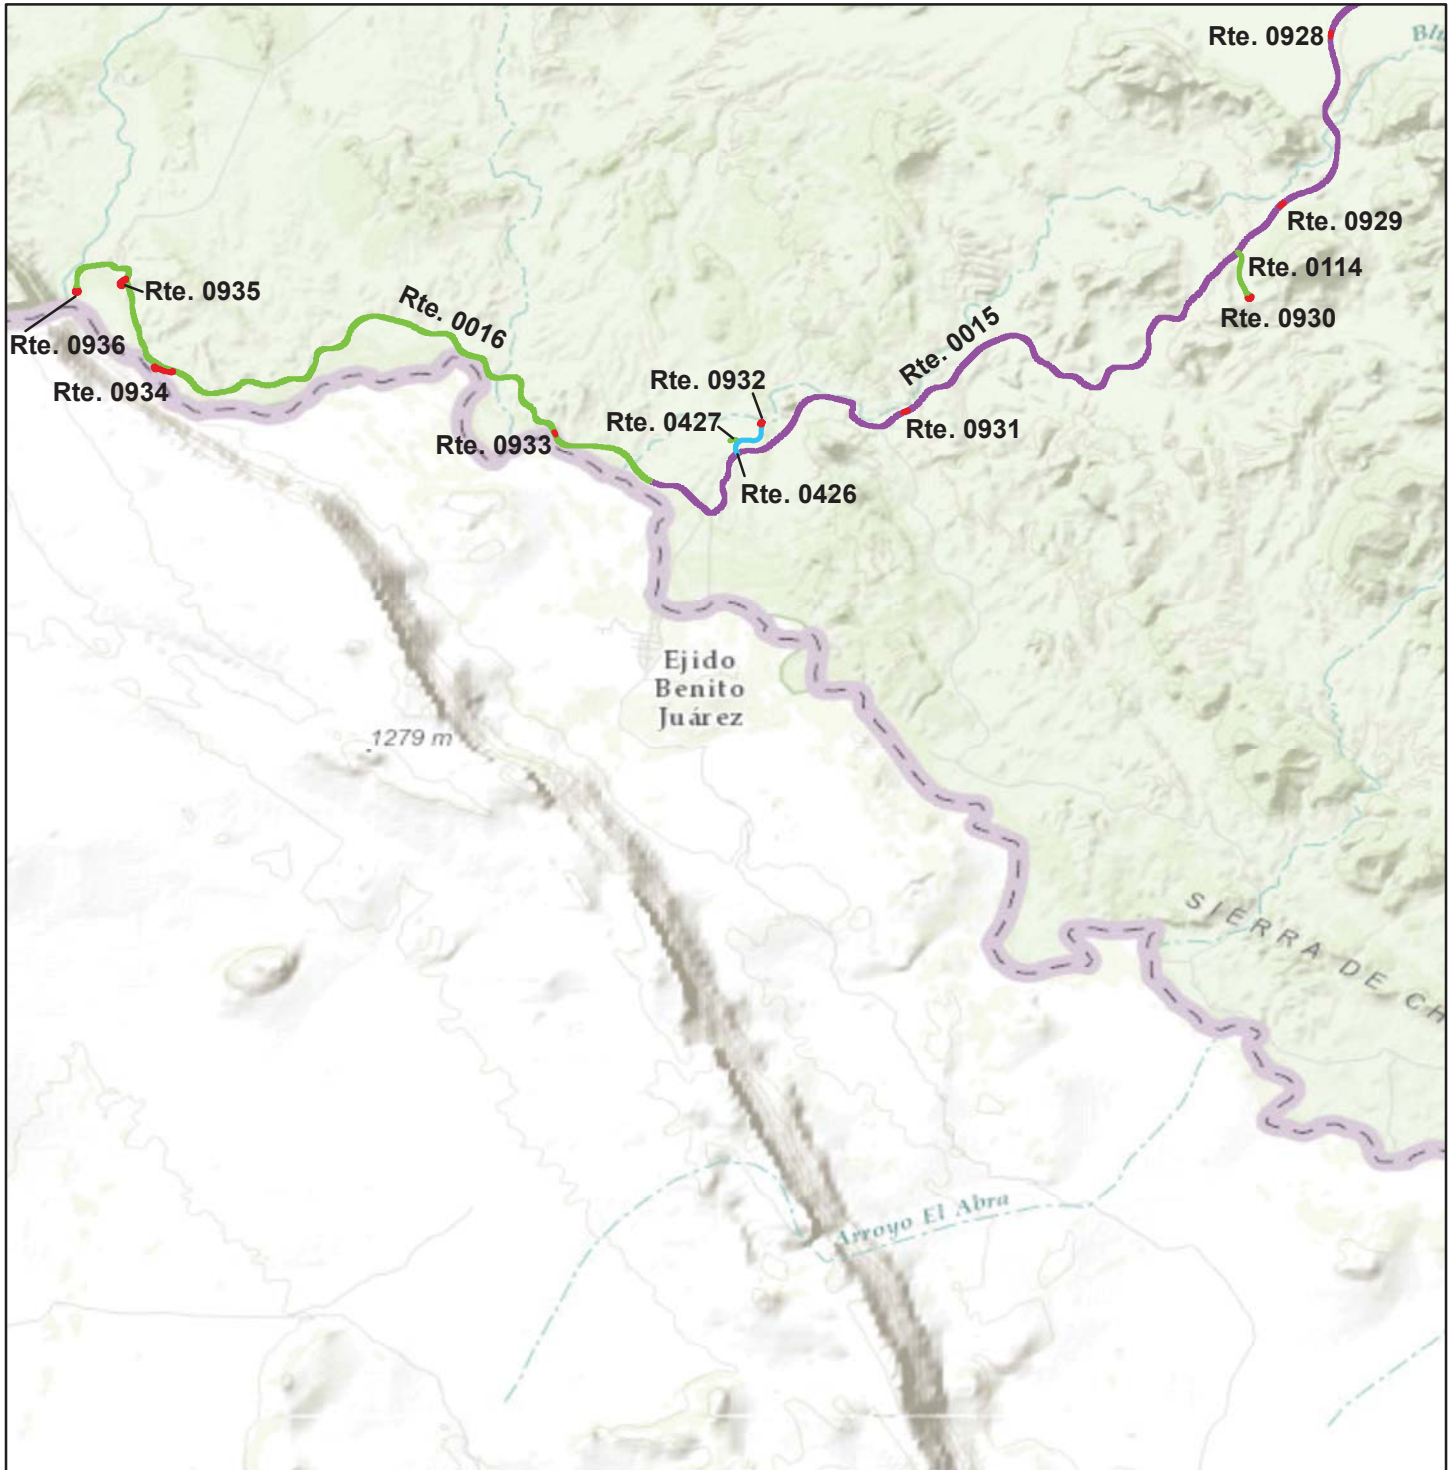 Rte. 0928
Blu
Rte. 0929
Rte. 0114
Rte. 0935
Rte. 0016
Rte. 0015
Rte. 0930
Rte. 0936
Rte. 0934
Rte. 0932
Rte. 0427
Rte. 0931
Rte. 0933
Rte. 0426
Ejido
Benito
Juárez
1279 m
SIERRA DE CH
Arroyo El Abra